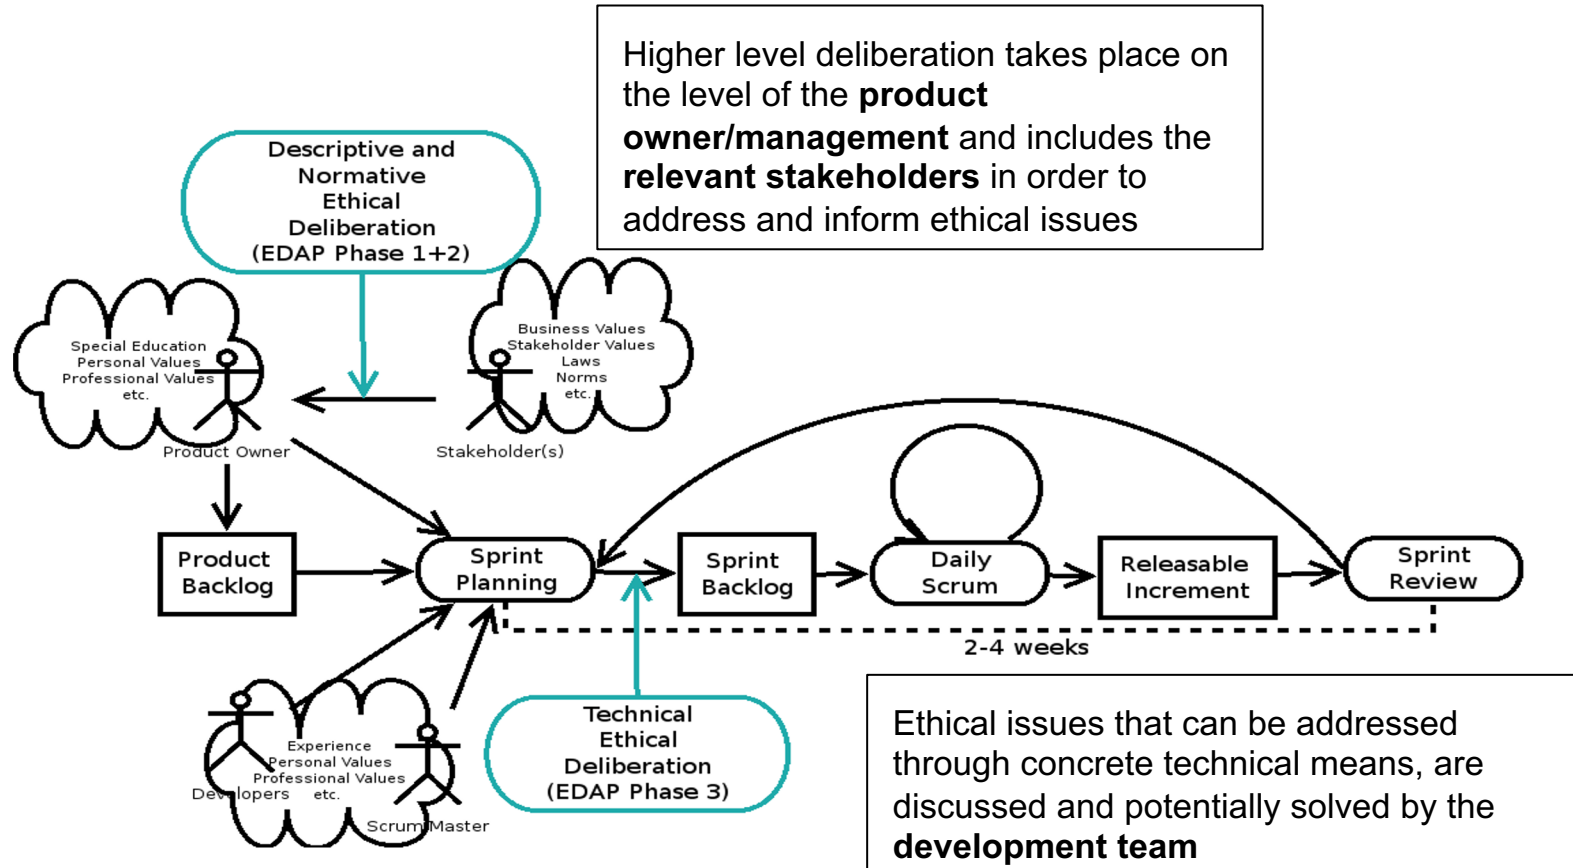 Higher level deliberation takes place on
the level of the product
owner/management and includes the
relevant stakeholders in order to
address and inform ethical issues
Descriptive and
Normative
Ethical
Deliberation
(EDAP Phase 1+2)
Special Education
Personal Values
Professional Values
etc.
Product Owner
Business Values
Stakeholder Values
Laws
Norms
etc.
Stakeholder(s)
Product
Backlog
Sprint
Planning
Sprint
Backlog
Daily
Scrum
Releasable
Increment
Sprint
Review
2-4 weeks
Experience
Personal Values
Professional Values
etc.
Developers
Scrum Master
Technical
Ethical
Deliberation
(EDAP Phase 3)
Ethical issues that can be addressed
through concrete technical means, are
discussed and potentially solved by the
development team